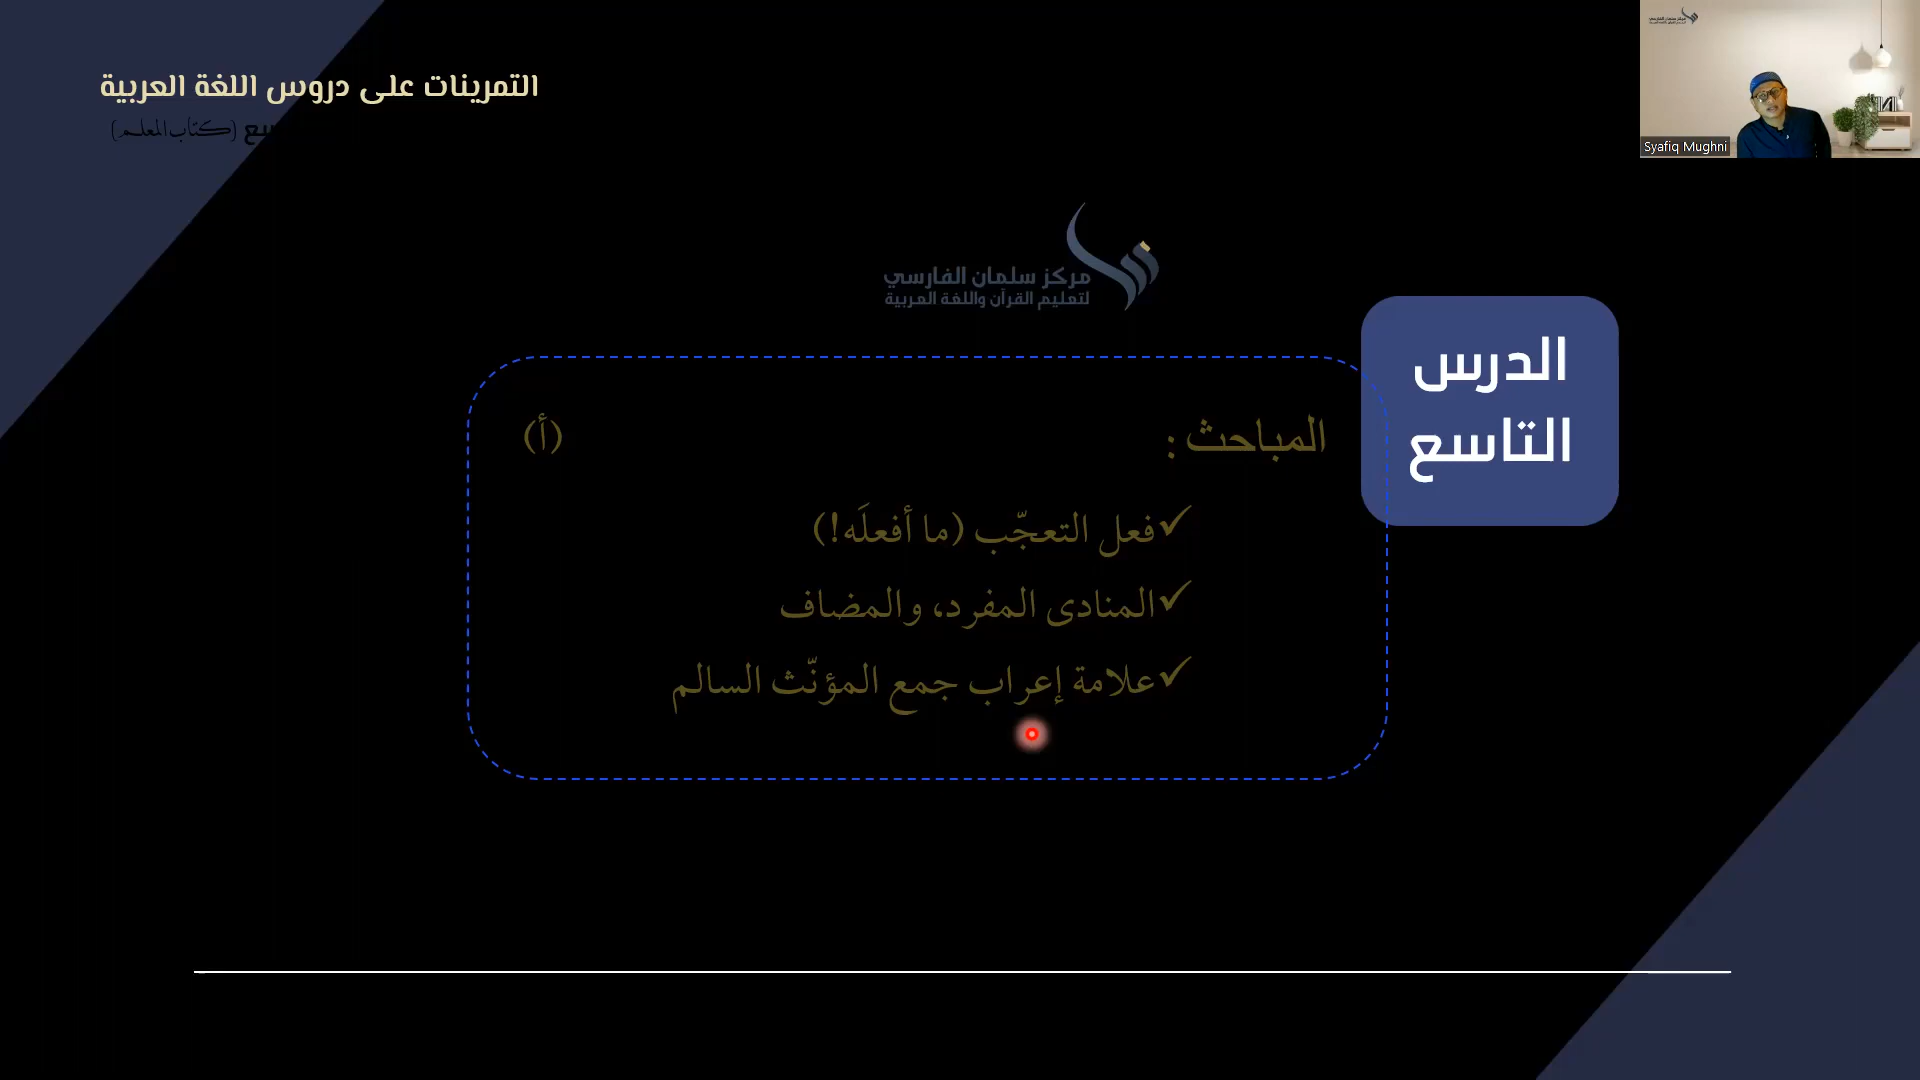 التمرينات على دروس اللغة العربية
(كتاب المعلم)
Syafiq Mughni
مركز سلمان الفارسي
لتعليم القرآن واللغة العربية
الدرس
التاسع
المباحث :
(أ)
✓فعل التعجّب (ما أفعلَه!)
✓المنادى المفرد، والمضاف
✓علامة إعراب جمع المؤنّث السالم